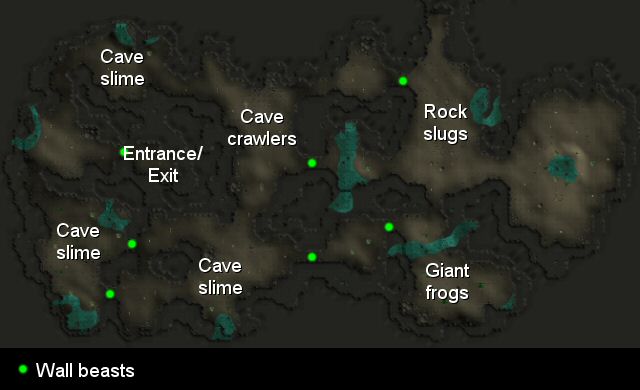 Cave
slime
Cave
crawlers
Rock
slugs
Entrance/
Exit
Cave
slime
Cave
slime
Giant
frogs
Wall beasts